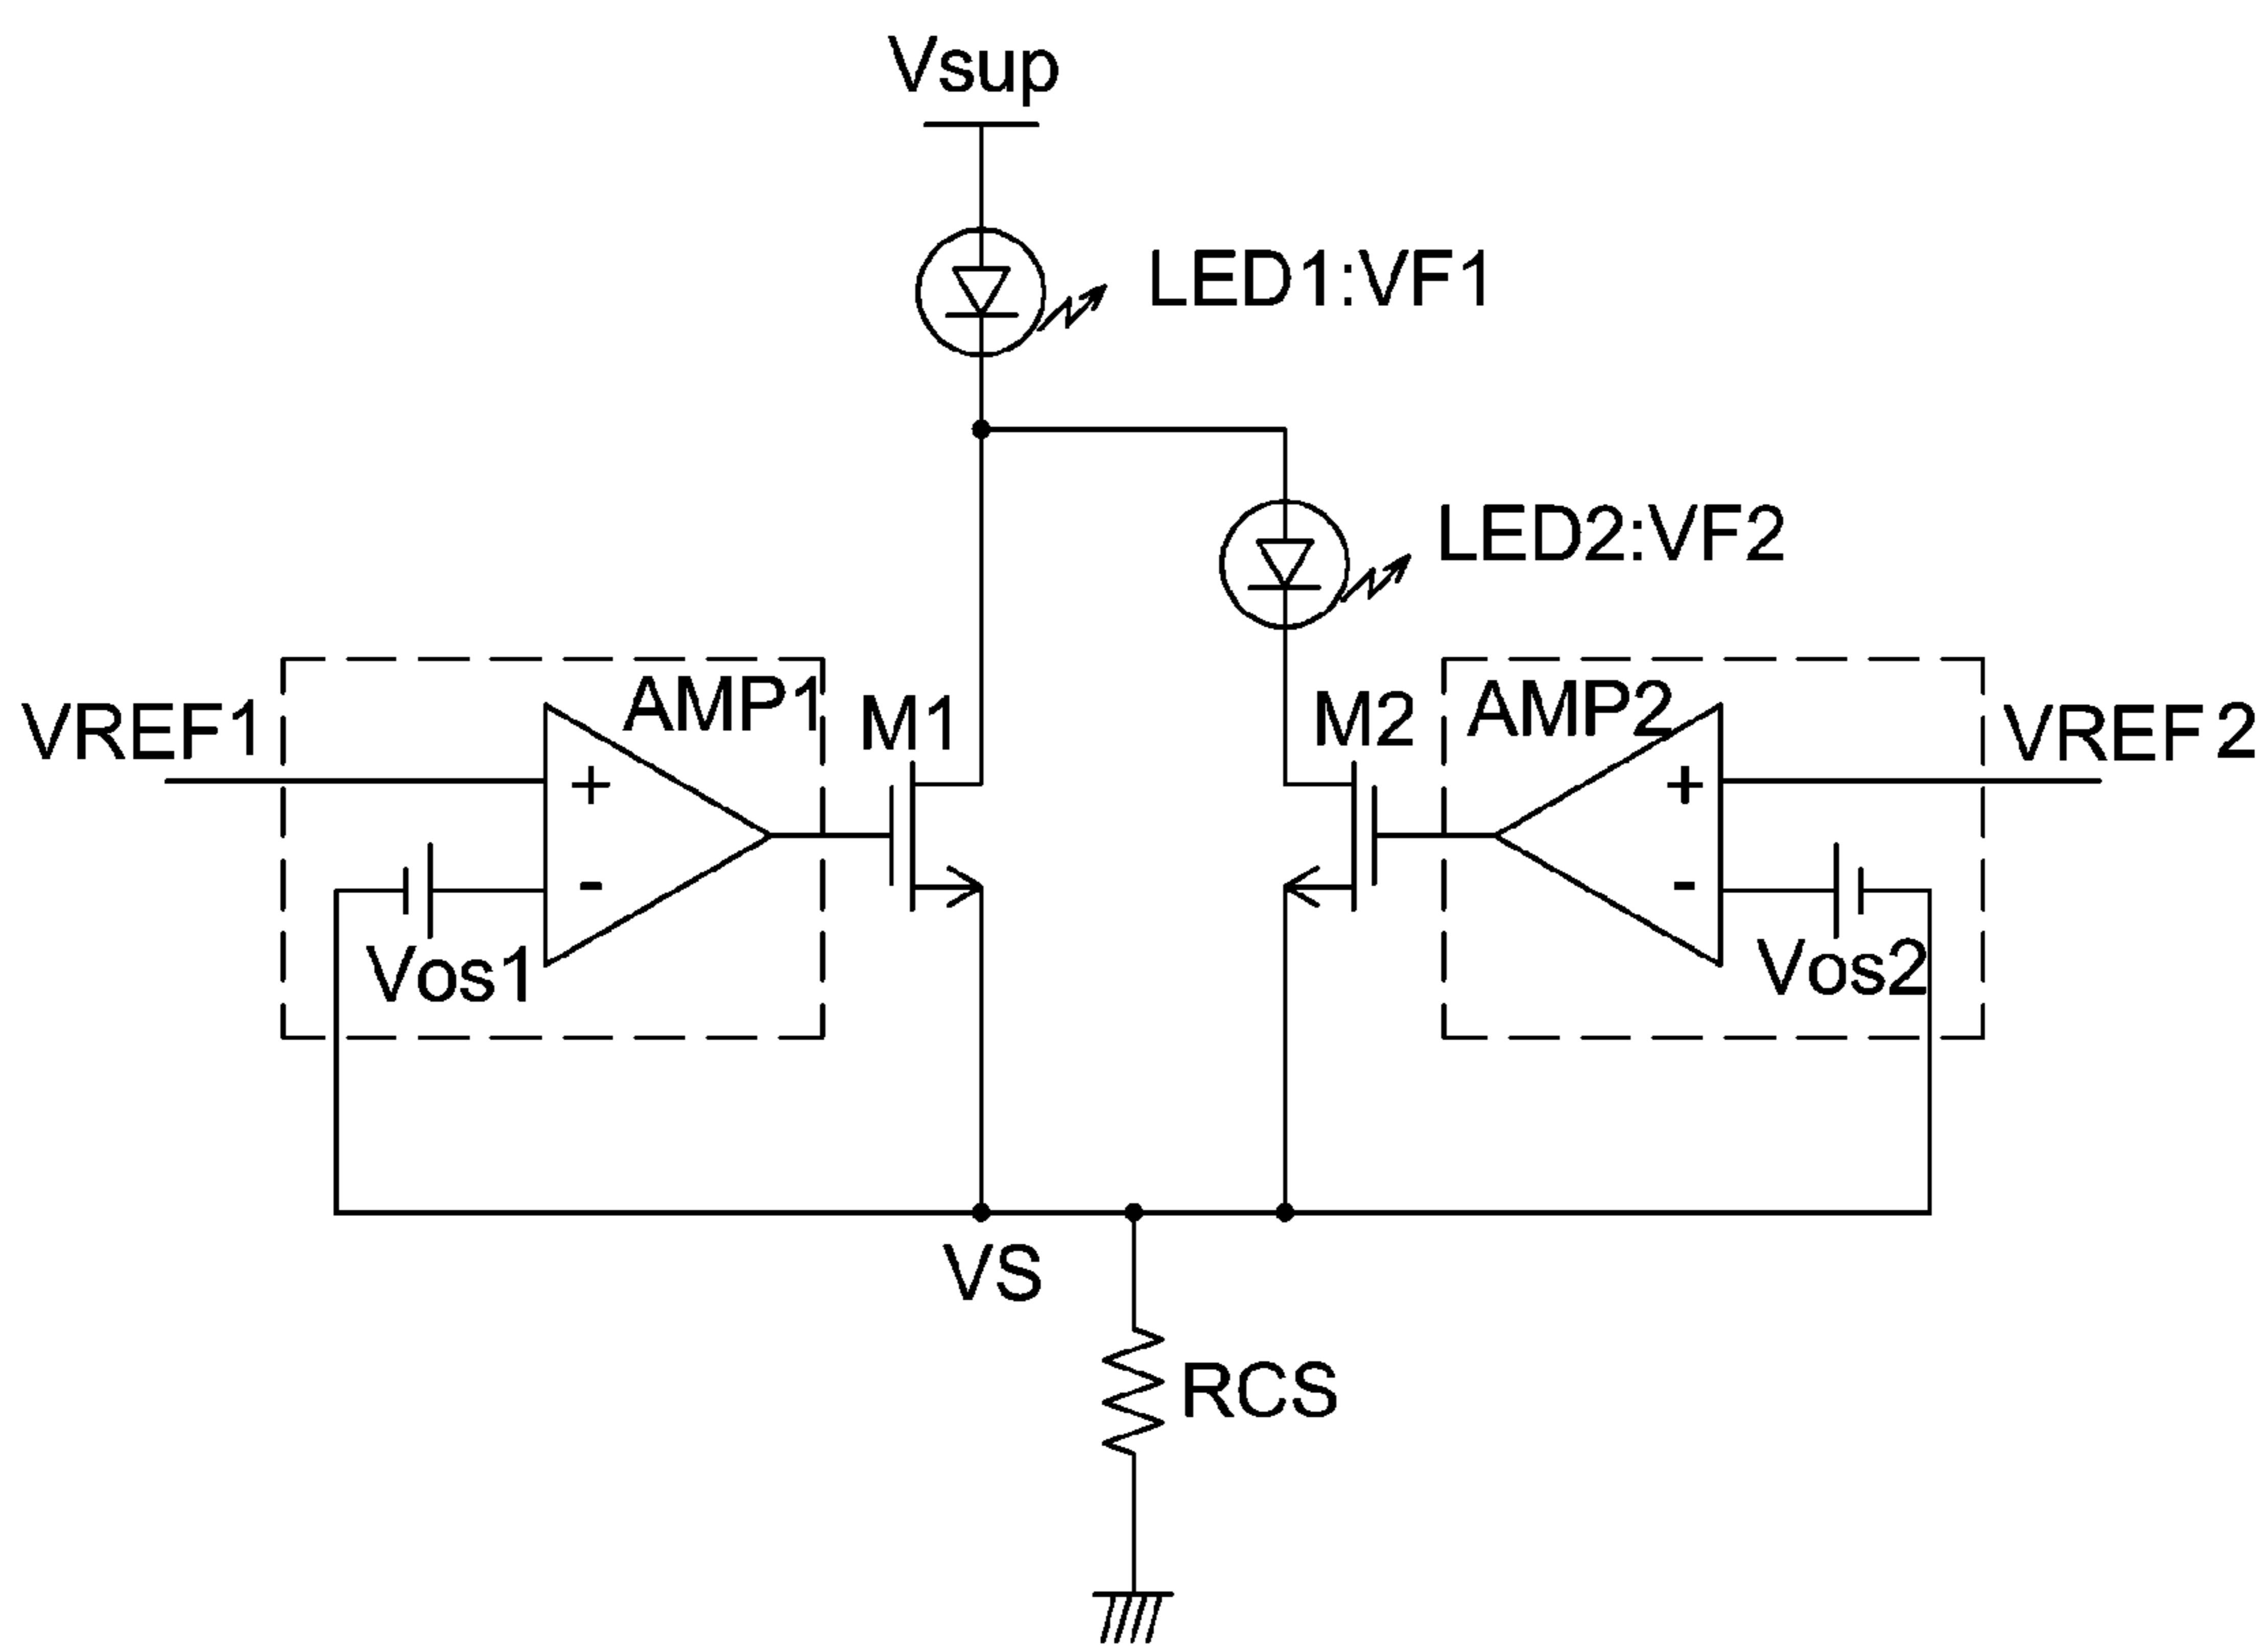 Vsup
LED1:VF1
LED2:VF2
AMP1
M1
M2
AMP2
VREF1
VREF2
+
+
-
-
Vos1
Vos2
VS
RCS